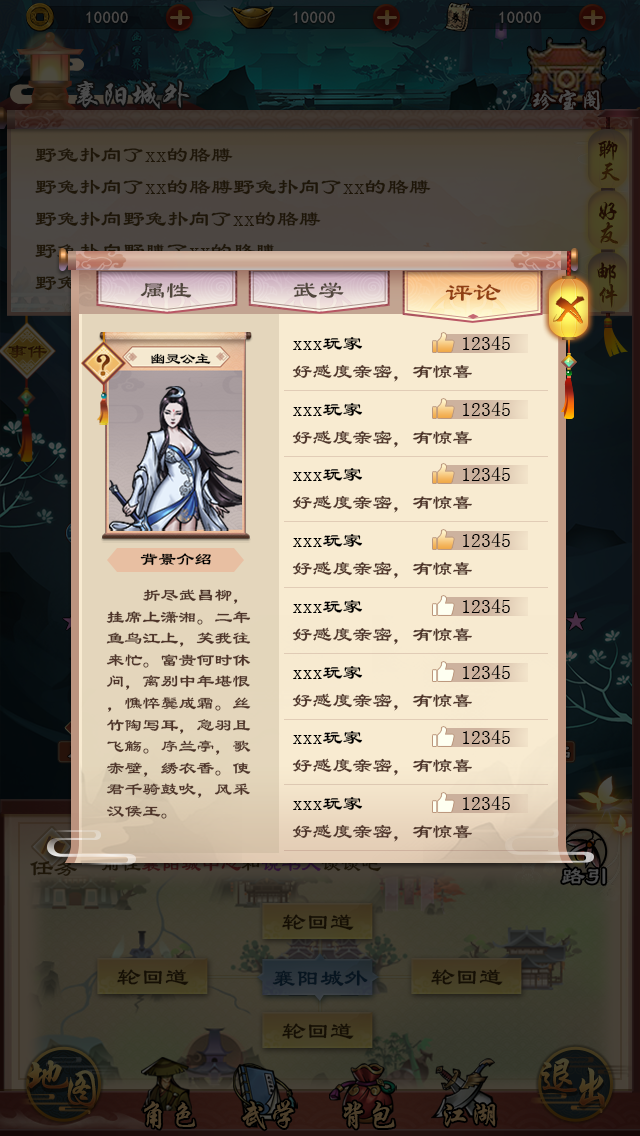 10000
10000
10000
襄阳城外
珍宝阁
野兔扑向了xx的胳膊
野兔扑向了xx的胳膊野兔扑向了xx的胳膊
野兔扑向野兔扑向了xx的胳膊
聊天
好友
邮件
事件
属性
武学
评论
?
幽灵公主
背景介绍
折尽武昌柳，
挂席上潇湘。二年
鱼鸟江上，笑我往
来忙。富贵何时休
问，离别中年堪恨
，憔悴鬓成霜。丝
竹陶写耳，急羽且
飞觞。序兰亭，歌
赤壁，绣衣香。使
君千骑鼓吹，风采
汉侯王。
xxx玩家
12345
好感度亲密，有惊喜
xxx玩家
12345
好感度亲密，有惊喜
xxx玩家
12345
好感度亲密，有惊喜
xxx玩家
12345
好感度亲密，有惊喜
xxx玩家
12345
好感度亲密，有惊喜
xxx玩家
12345
好感度亲密，有惊喜
xxx玩家
12345
好感度亲密，有惊喜
xxx玩家
12345
好感度亲密，有惊喜
任务
路引
轮回道
轮回道
襄阳城外
轮回道
轮回道
地图
角色
武学
背包
江湖
退出